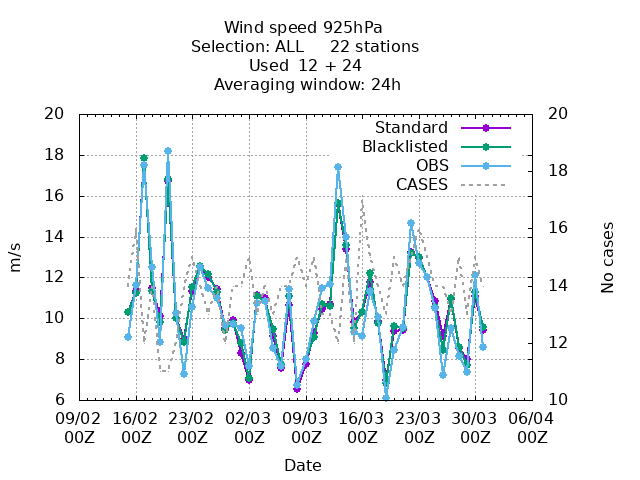 Wind speed 925hPa
Selection: ALL     22 stations
Used  12 + 24
Averaging window: 24h
20 20
Standard
Blacklisted
OBS
CASES
18 18
16 16
14
12
10
8
6
14
12
10
m/s
No cases
09/02 16/02 23/02 02/03 09/03 16/03 23/03 30/03 06/04
00Z 00Z 00Z 00Z 00Z 00Z 00Z 00Z 00Z
Date